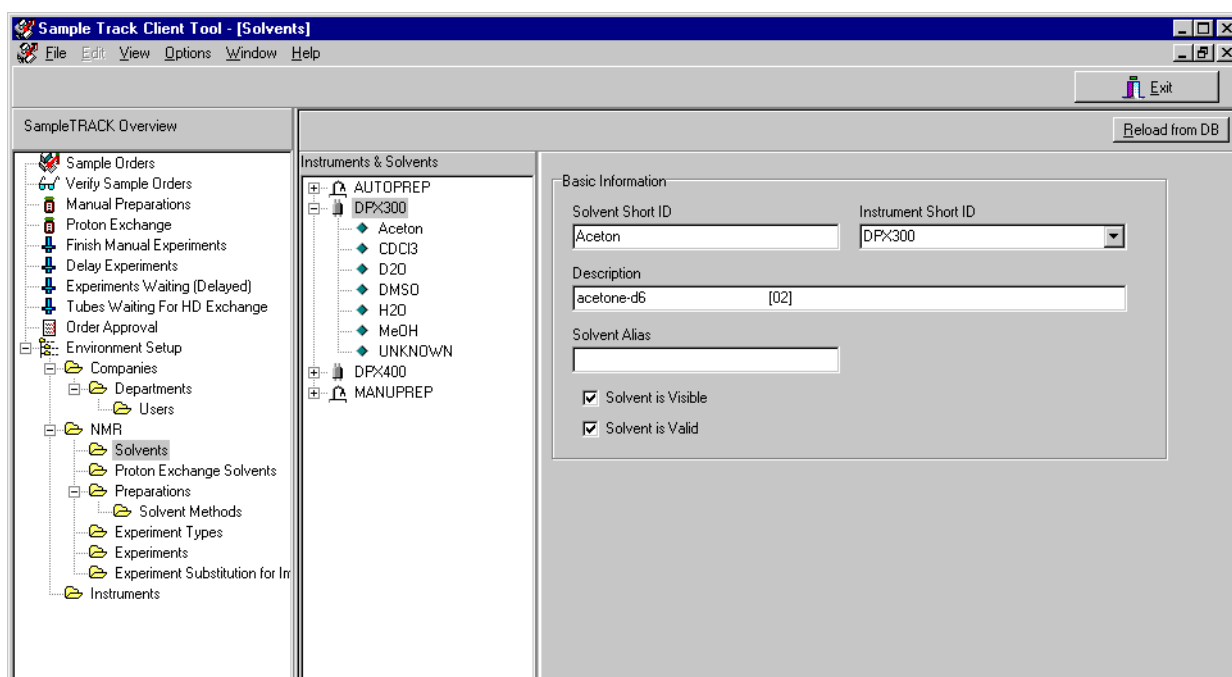 Sample Track Client Tool - [Solvents]
File Edit View Options Window Help
Exit
SampleTRACK Overview
Reload from DB
Sample Orders
Verify Sample Orders
Manual Preparations
Proton Exchange
Finish Manual Experiments
Delay Experiments
Experiments Waiting (Delayed)
Tubes Waiting For HD Exchange
Order Approval
Environment Setup
Companies
Departments
Users
NMR
Solvents
Proton Exchange Solvents
Preparations
Solvent Methods
Experiment Types
Experiments
Experiment Substitution for Im
Instruments
Instruments & Solvents
AUTOPREP
DPX300
Aceton
CDCl3
D2O
DMSO
H2O
MeOH
UNKNOWN
DPX400
MANUPREP
Basic Information
Solvent Short ID Instrument Short ID
Aceton DPX300
Description
acetone-d6 [02]
Solvent Alias
Solvent is Visible
Solvent is Valid